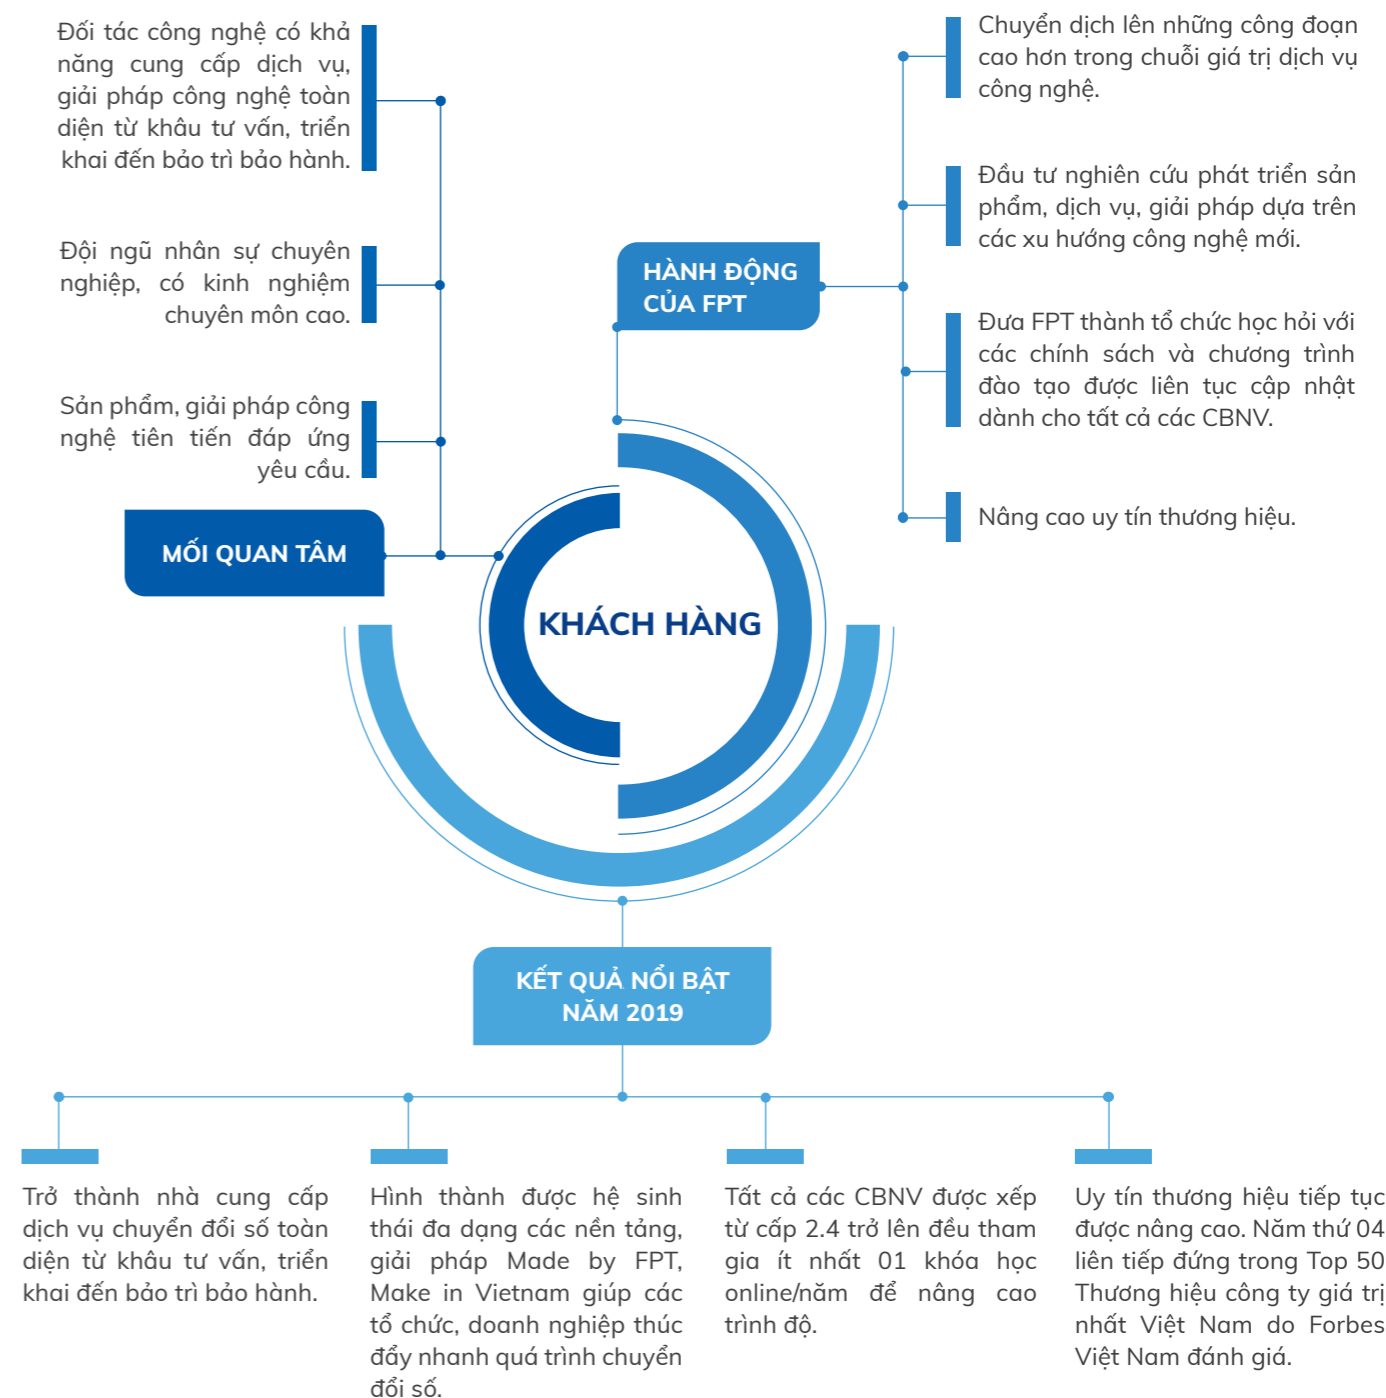 Đối tác công nghệ có khả
năng cung cấp dịch vụ,
giải pháp công nghệ toàn
diện từ khâu tư vấn, triển
khai đến bảo trì bảo hành.
Đội ngũ nhân sự chuyên
nghiệp, có kinh nghiệm
chuyên môn cao.
Sản phẩm, giải pháp công
nghệ tiên tiến đáp ứng
yêu cầu.
MỐI QUAN TÂM
HÀNH ĐỘNG
CỦA FPT
Chuyển dịch lên những công đoạn
cao hơn trong chuỗi giá trị dịch vụ
công nghệ.
Đầu tư nghiên cứu phát triển sản
phẩm, dịch vụ, giải pháp dựa trên
các xu hướng công nghệ mới.
Đưa FPT thành tổ chức học hỏi với
các chính sách và chương trình
đào tạo được liên tục cập nhật
dành cho tất cả các CBNV.
Nâng cao uy tín thương hiệu.
KHÁCH HÀNG
KẾT QUẢ NỔI BẬT
NĂM 2019
Trở thành nhà cung cấp
dịch vụ chuyển đổi số toàn
diện từ khâu tư vấn, triển
khai đến bảo trì bảo hành.
Hình thành được hệ sinh
thái đa dạng các nền tảng,
giải pháp Made by FPT,
Make in Vietnam giúp các
tổ chức, doanh nghiệp thúc
đẩy nhanh quá trình chuyển
đổi số.
Tất cả các CBNV được xếp
từ cấp 2.4 trở lên đều tham
gia ít nhất 01 khóa học
online/năm để nâng cao
trình độ.
Uy tín thương hiệu tiếp tục
được nâng cao. Năm thứ 04
liên tiếp đứng trong Top 50
Thương hiệu công ty giá trị
nhất Việt Nam do Forbes
Việt Nam đánh giá.